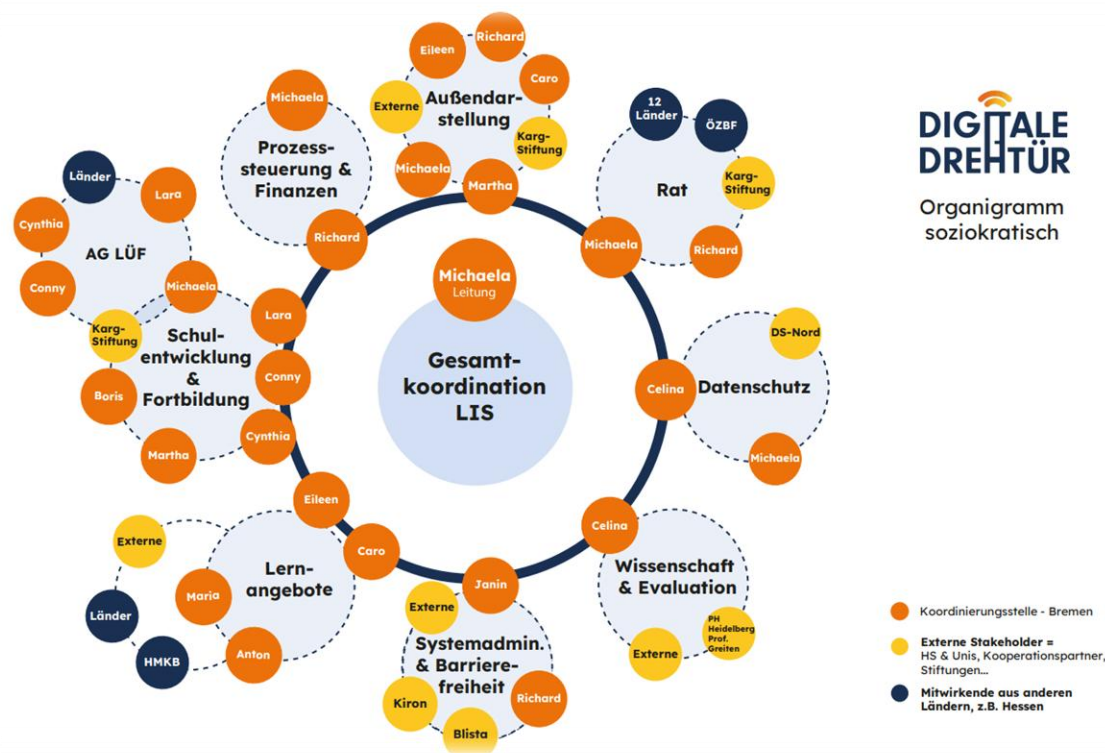 DIGITALE
DREHTÜR
Organigramm
soziokratisch
Michaela
Leitung
Gesamt-
koordination
LIS
Eileen
Richard
Caro
Externe
Außendar-
stellung
Karg-
Stiftung
Michaela
Martha
12
Länder
ÖZBF
Karg-
Stiftung
Rat
Michaela
Richard
DS-Nord
Celina
Datenschutz
Michaela
Celina
Wissenschaft
& Evaluation
PH
Heidelberg
Prof.
Greiten
Externe
Janin
Externe
Systemadmin.
& Barriere-
freiheit
Richard
Kiron
Blista
Eileen
Caro
Externe
Lern-
angebote
Maria
Länder
HMKB
Anton
Lara
Conny
Cynthia
Schul-
entwicklung
&
Fortbildung
Karg-
Stiftung
Boris
Martha
Michaela
Länder
Lara
Cynthia
AG LÜF
Conny
Michaela
Prozess-
steuerung &
Finanzen
Richard
Koordinierungsstelle - Bremen
Externe Stakeholder =
HS & Unis, Kooperationspartner,
Stiftungen...
Mitwirkende aus anderen
Ländern, z.B. Hessen